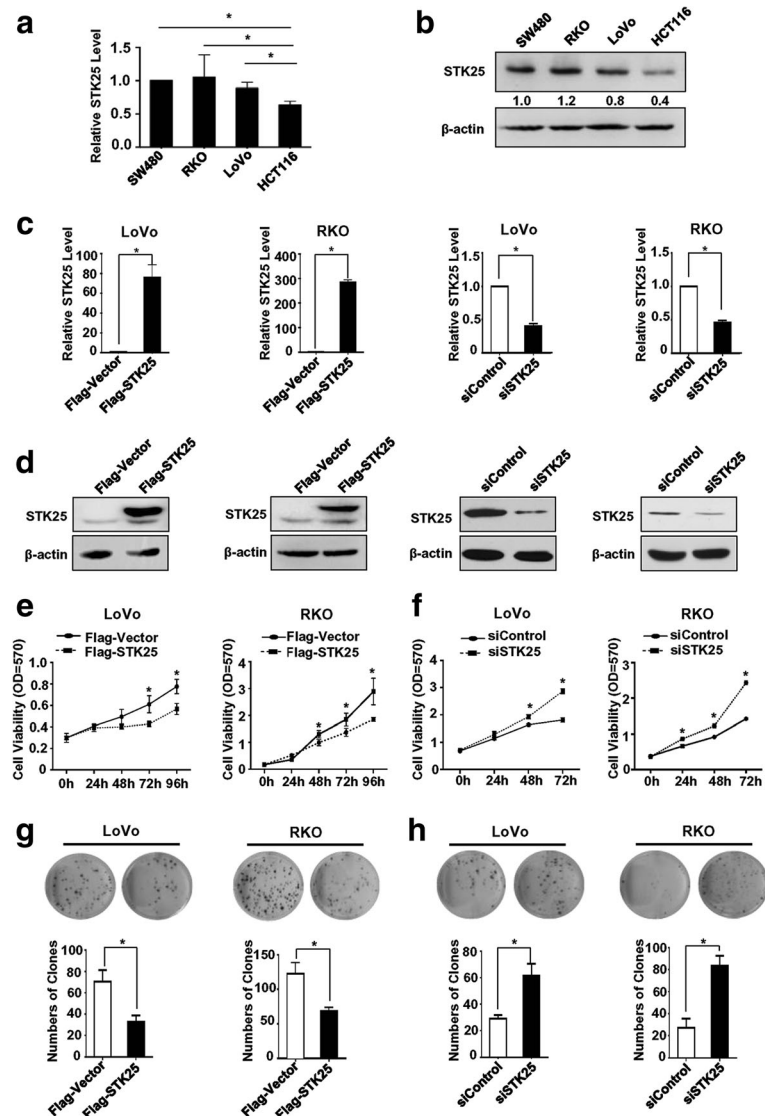 a
Relative STK25 Level
1.5
1.0
0.5
0.0
*
*
*
SW480
RKO
LoVo
HCT116
b
SW480
RKO
LoVo
HCT116
STK25
1.0 1.2 0.8 0.4
β-actin
c
LoVo
Relative STK25 Level
100
80
60
40
20
0
*
Flag-Vector
Flag-STK25
RKO
Relative STK25 Level
400
300
200
100
0
*
Flag-Vector
Flag-STK25
LoVo
Relative STK25 Level
1.5
1.0
0.5
0
*
siControl
siSTK25
RKO
Relative STK25 Level
1.5
1.0
0.5
0
*
siControl
siSTK25
d
Flag-Vector
Flag-STK25
STK25
β-actin
Flag-Vector
Flag-STK25
STK25
β-actin
siControl
siSTK25
STK25
β-actin
siControl
siSTK25
STK25
β-actin
e
LoVo
Flag-Vector
Flag-STK25
Cell Viability (OD=570)
1.0
0.8
0.6
0.4
0
* *
0h 24h 48h 72h 96h
RKO
Flag-Vector
Flag-STK25
Cell Viability (OD=570)
4
3
2
1
0
* * *
0h 24h 48h 72h 96h
f
LoVo
siControl
siSTK25
Cell Viability (OD=570)
4
3
2
1
0
* *
0h 24h 48h 72h
RKO
siControl
siSTK25
Cell Viability (OD=570)
3
2
1
0
* * *
0h 24h 48h 72h
g
LoVo
Numbers of Clones
100
80
60
40
20
0
*
Flag-Vector
Flag-STK25
RKO
Numbers of Clones
150
100
50
0
*
Flag-Vector
Flag-STK25
h
LoVo
Numbers of Clones
80
60
40
20
0
*
siControl
siSTK25
RKO
Numbers of Clones
100
80
60
40
20
0
*
siControl
siSTK25